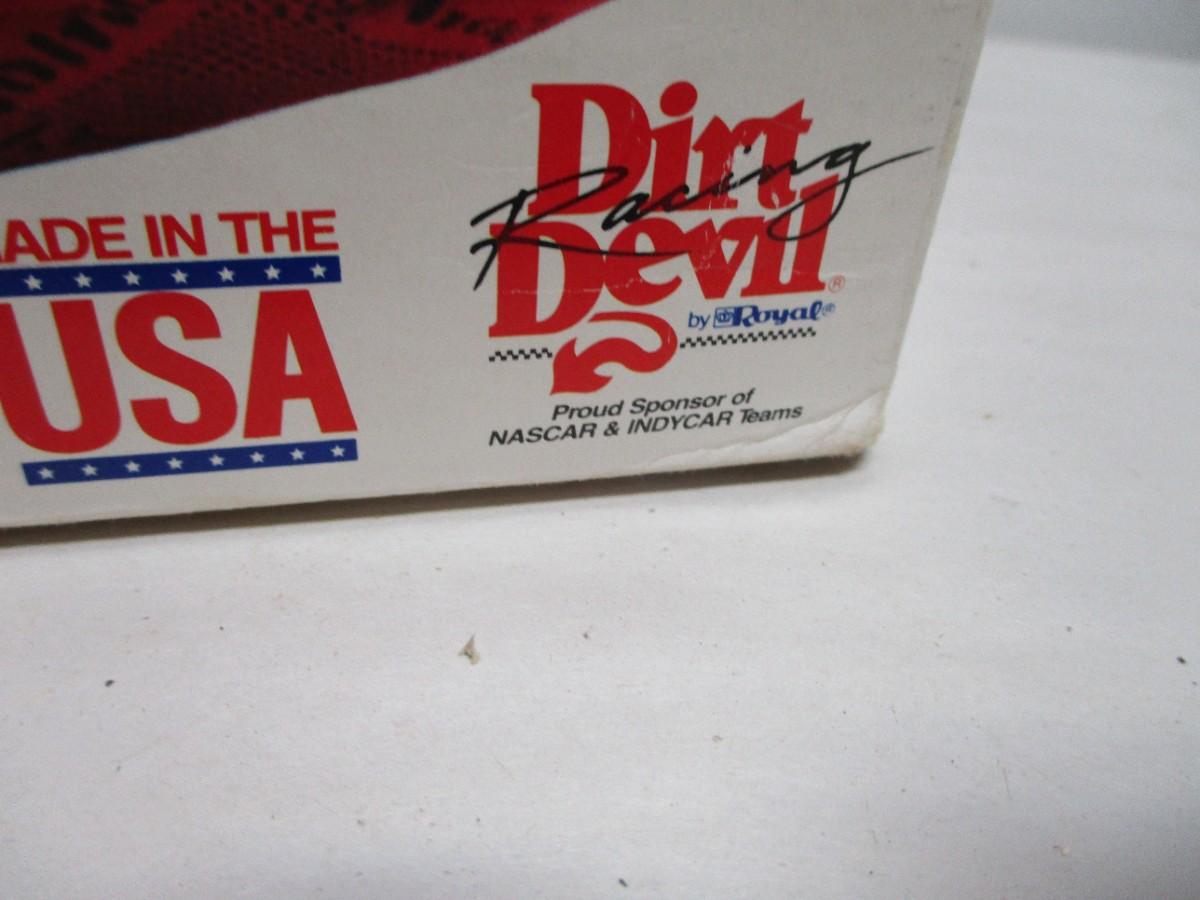 ADE IN THE
USA
Dirt
Racing
Devil®
by Royal®
Proud Sponsor of
NASCAR & INDYCAR Teams